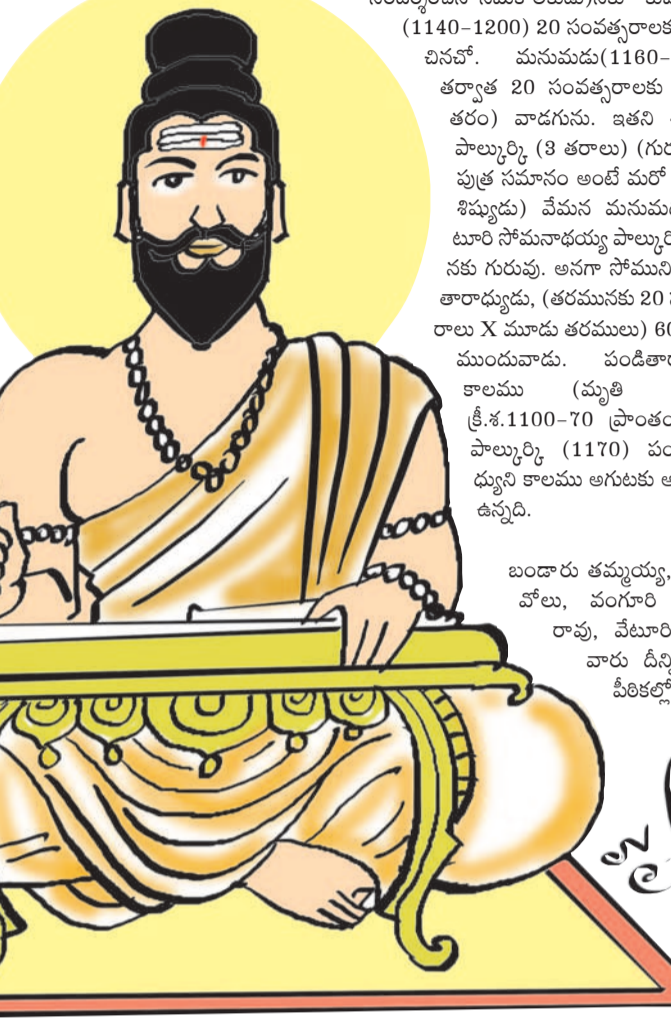 (1140-1200) 20 సంవత్సరాలక
చినచో. మనుమడు(1160-
తర్వాత 20 సంవత్సరాలకు
తరం) వాడగును. ఇతని
పాల్కుర్కి (3 తరాలు) (గుర
పుత్ర సమానం అంటే మరో
శిష్యుడు) వేమన మనుమ
టూరి సోమనాథయ్య పాల్కురి
నకు గురువు. అనగా సోముని
తారాధ్యుడు, (తరమునకు 20
రాలు X మూడు తరములు) 60
ముందువాడు. పండితార
కాలము (మృతి
క్రీ.శ.1100-70 ప్రాంతం
పాల్కుర్కి (1170) పం
ధ్యుని కాలము అగుటకు అ
ఉన్నది.
బండారు తమ్మయ్య,
వోలు, వంగూరి
రావు, వేటూరి
వారు దీన్ని
పీఠికల్లో